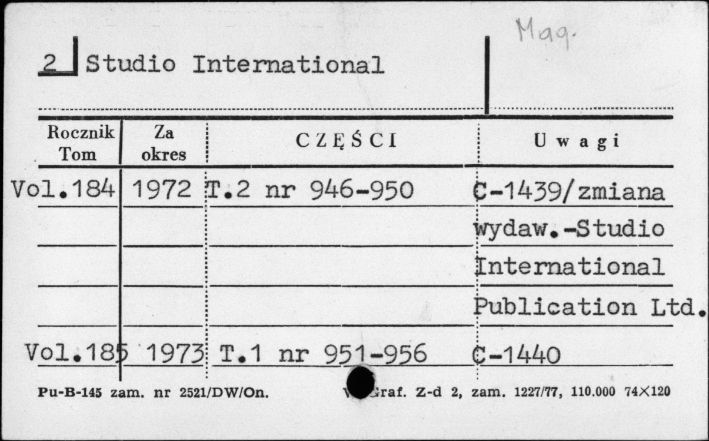 Mag.
2 Studio International
Rocznik Tom Za okres CZĘŚCI Uwagi
Vol.184 1972 T.2 nr 946-950 C-1439/zmiana
wydaw.-Studio
International
Publication Ltd.
Vol.185 1973 T.1 nr 951-956 C-1440
Pu-B-145 zam. nr 2521/DW/On. Graf. Z-d 2, zam. 1227/77, 110.000 74×120